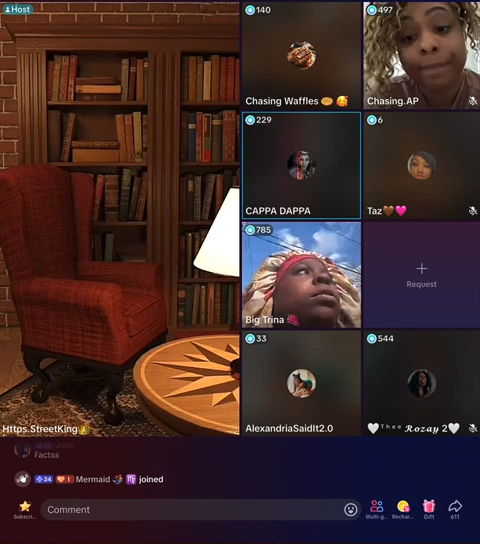 Host
140
Chasing Waffles 🧇 🥰
497
Chasing.AP
229
CAPPA DAPPA
6
Taz🤎🩷
785
Big Trina 🍇
Request
33
AlexandriaSaidIt2.0
544
🤍ᵀʰᵉᵉ 𝓡𝓸𝔃𝓪𝔂 2🤍
Https.StreetKing👑
Factss
24 1 Mermaid 🧜🏾‍♀️ ♍ joined
Subscri...
Comment
Multi-g...
Rechar...
Gift
611